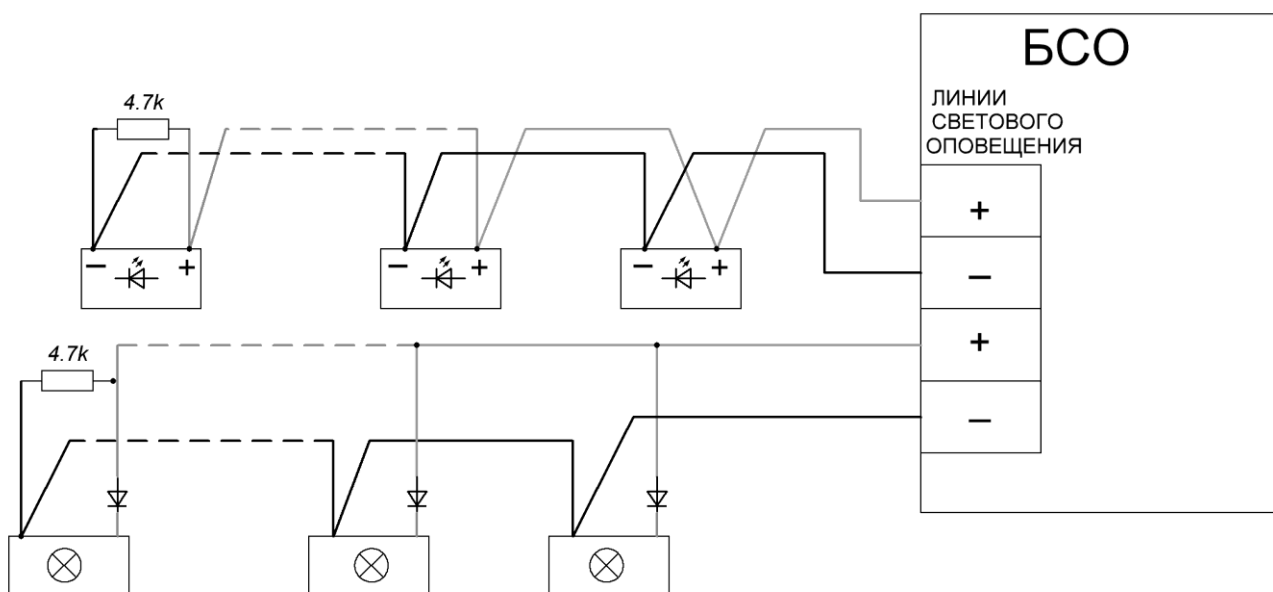 БСО
ЛИНИИ
СВЕТОВОГО
ОПОВЕЩЕНИЯ
4.7k
+
−
+
−
− +
− +
− +
4.7k